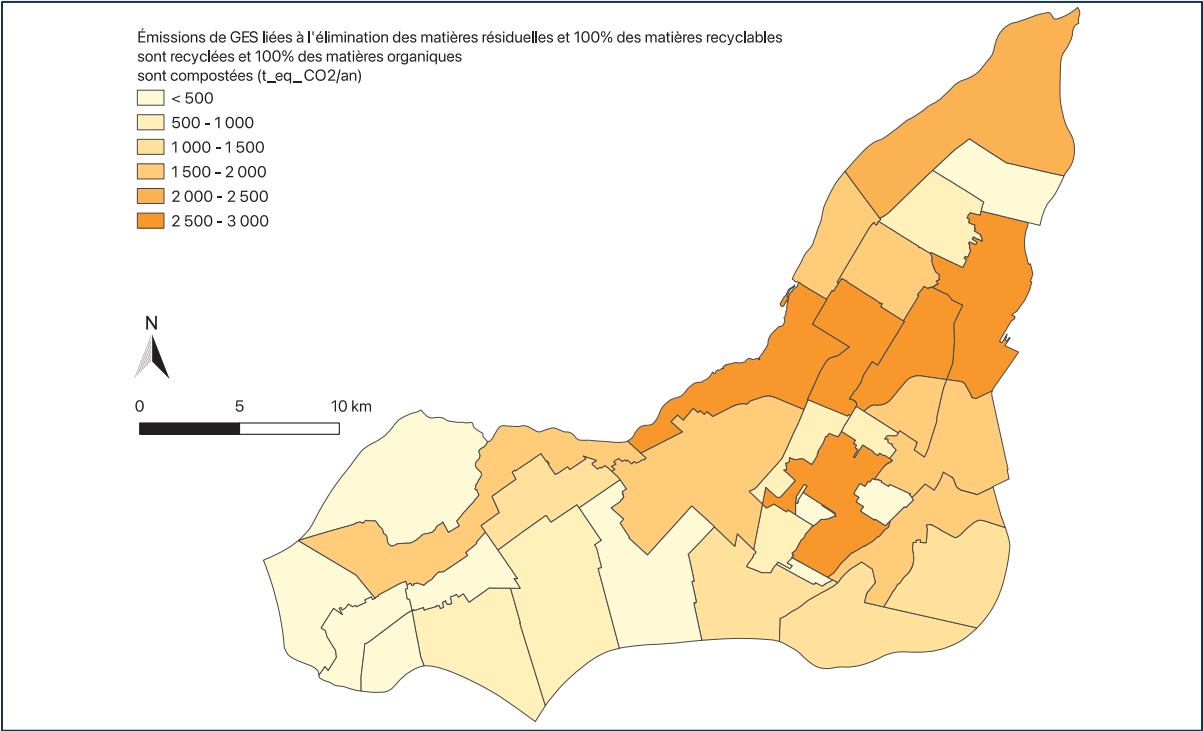 Émissions de GES liées à l'élimination des matières résiduelles et 100% des matières recyclables
sont recyclées et 100% des matières organiques
sont compostées (t_eq_CO2/an)
< 500
500 - 1 000
1 000 - 1 500
1 500 - 2 000
2 000 - 2 500
2 500 - 3 000
N
0 5 10 km